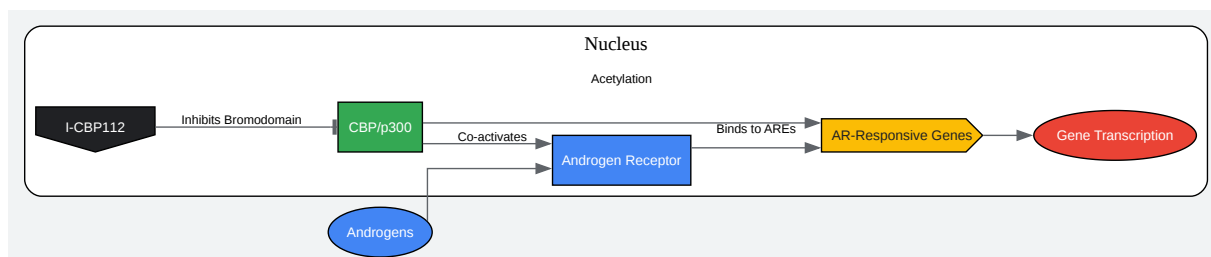 Nucleus
Acetylation
I-CBP112
Inhibits Bromodomain
CBP/p300
Co-activates
Androgen Receptor
Binds to AREs
AR-Responsive Genes
Gene Transcription
Androgens